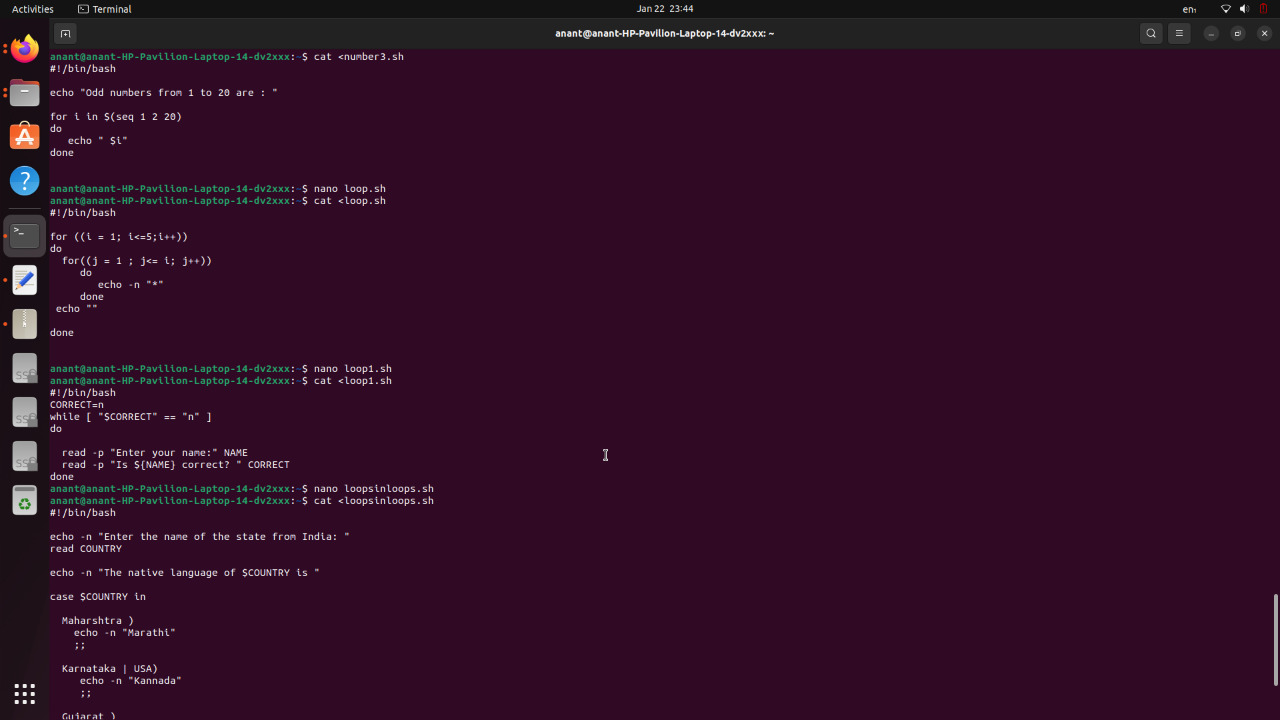 Activities
Terminal
Jan 22 23:44
en₁
anant@anant-HP-Pavilion-Laptop-14-dv2xxx: ~
anant@anant-HP-Pavilion-Laptop-14-dv2xxx:~$ cat <number3.sh
#!/bin/bash
echo "Odd numbers from 1 to 20 are : "
for i in $(seq 1 2 20)
do
   echo " $i"
done
anant@anant-HP-Pavilion-Laptop-14-dv2xxx:~$ nano loop.sh
anant@anant-HP-Pavilion-Laptop-14-dv2xxx:~$ cat <loop.sh
#!/bin/bash
for ((i = 1; i<=5;i++))
do
  for((j = 1 ; j<= i; j++))
     do
        echo -n "*"
     done
 echo ""
done
anant@anant-HP-Pavilion-Laptop-14-dv2xxx:~$ nano loop1.sh
anant@anant-HP-Pavilion-Laptop-14-dv2xxx:~$ cat <loop1.sh
#!/bin/bash
CORRECT=n
while [ "$CORRECT" == "n" ]
do
  read -p "Enter your name:" NAME
  read -p "Is ${NAME} correct? " CORRECT
done
anant@anant-HP-Pavilion-Laptop-14-dv2xxx:~$ nano loopsinloops.sh
anant@anant-HP-Pavilion-Laptop-14-dv2xxx:~$ cat <loopsinloops.sh
#!/bin/bash
echo -n "Enter the name of the state from India: "
read COUNTRY
echo -n "The native language of $COUNTRY is "
case $COUNTRY in
  Maharshtra )
    echo -n "Marathi"
    ;;
  Karnataka | USA)
     echo -n "Kannada"
     ;;
  Gujarat )